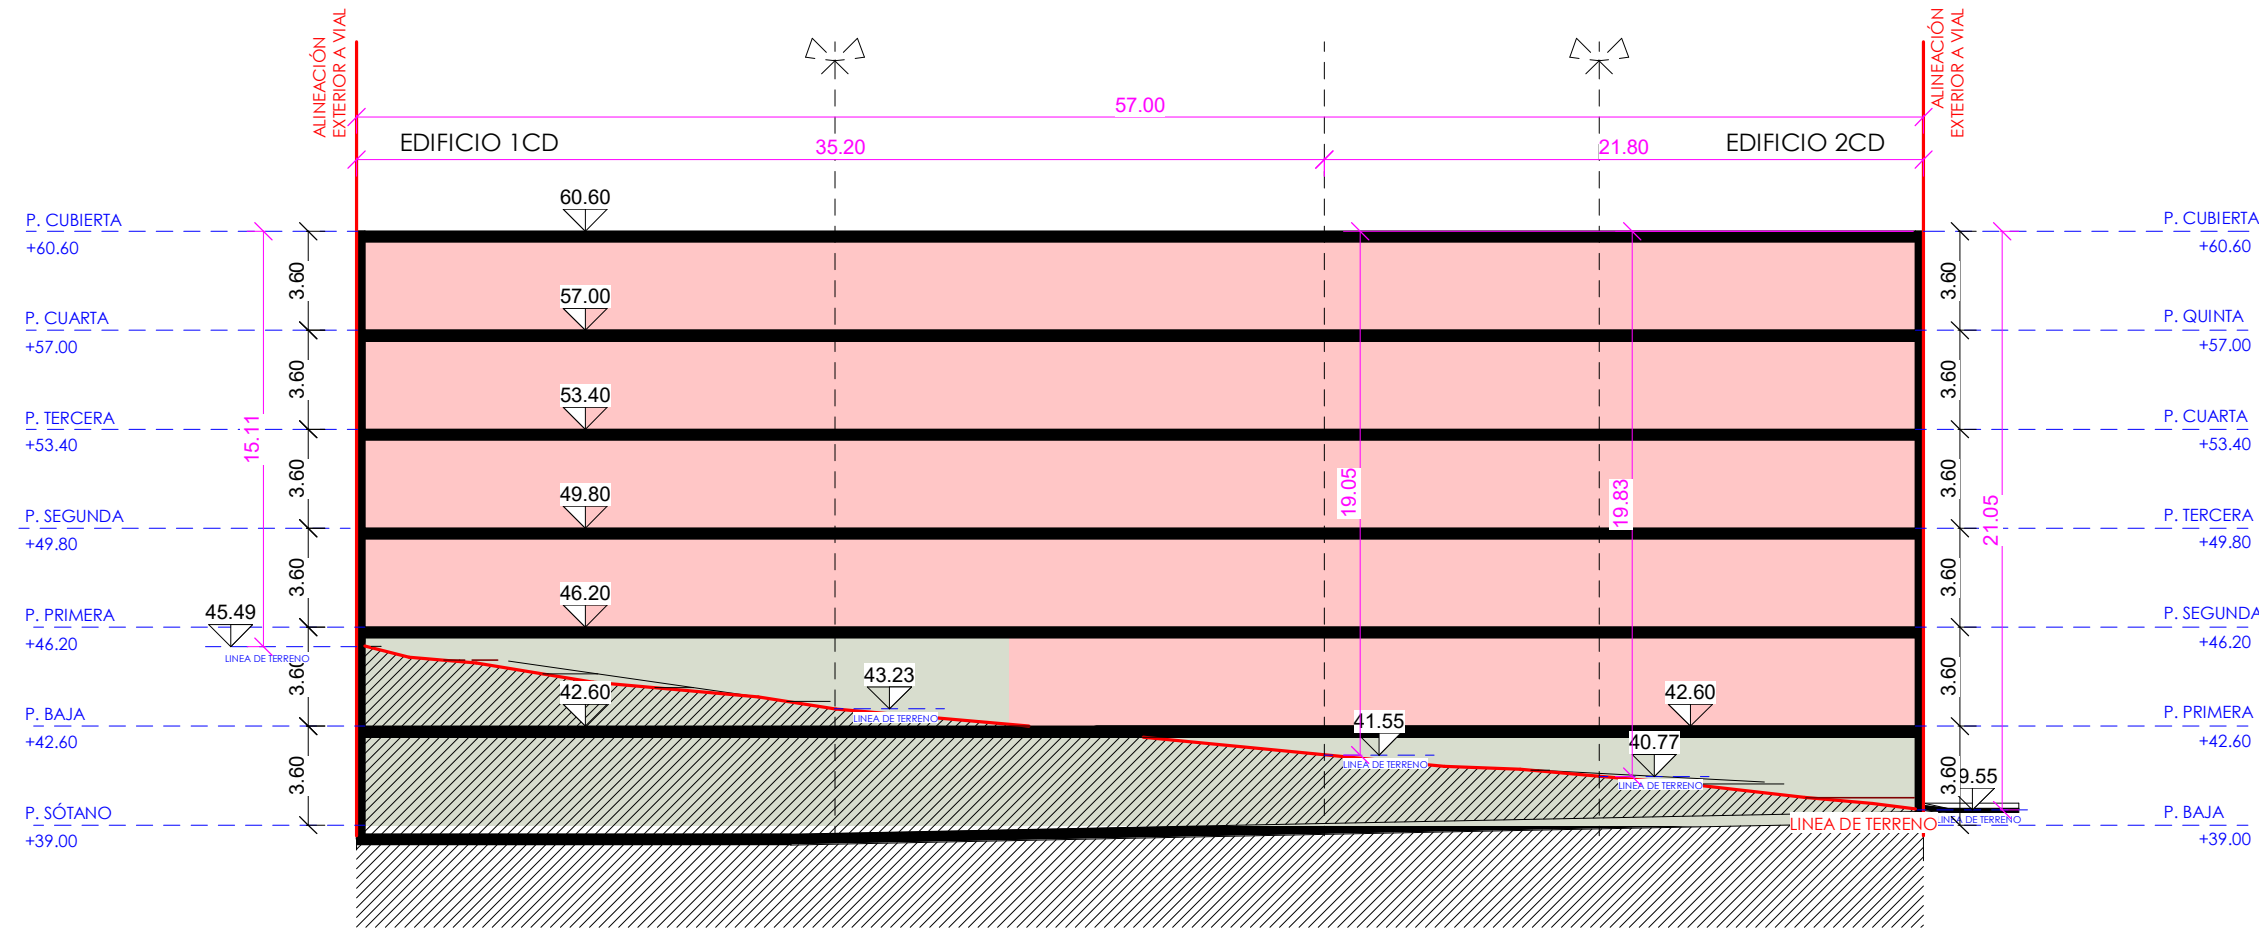 ALINEACIÓN
EXTERIOR A VIAL
ALINEACIÓN
EXTERIOR A VIAL
57.00
EDIFICIO 1CD
35.20
21.80
EDIFICIO 2CD
60.60
P. CUBIERTA
+60.60
P. CUBIERTA
+60.60
3.60
3.60
57.00
P. CUARTA
+57.00
P. QUINTA
+57.00
3.60
3.60
53.40
P. TERCERA
+53.40
P. CUARTA
+53.40
15.11
3.60
19.05
19.83
3.60
21.05
49.80
P. SEGUNDA
+49.80
P. TERCERA
+49.80
3.60
3.60
46.20
P. PRIMERA
+46.20
45.49
LINEA DE TERRENO
P. SEGUNDA
+46.20
3.60
3.60
43.23
LINEA DE TERRENO
42.60
42.60
P. BAJA
+42.60
P. PRIMERA
+42.60
41.55
LINEA DE TERRENO
40.77
LINEA DE TERRENO
3.60
3.60
9.55
LINEA DE TERRENO
LINEA DE TERRENO
P. SÓTANO
+39.00
P. BAJA
+39.00